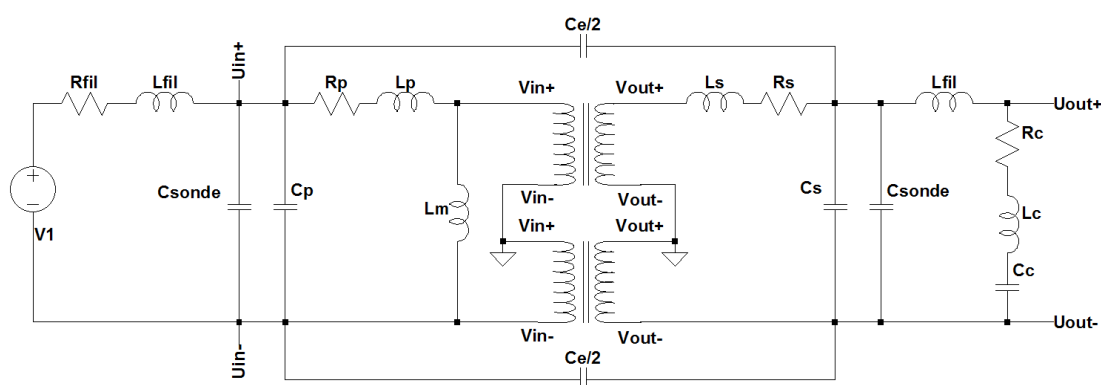 Ce/2
Uin+
Rfil
Lfil
Rp
Lp
Vin+
Vout+
Ls
Rs
Lfil
Uout+
Rc
+
−
V1
Csonde
Cp
Lm
Vin-
Vout-
Vin+
Vout+
Cs
Csonde
Lc
Cc
Vin-
Vout-
Uout-
Uin-
Ce/2